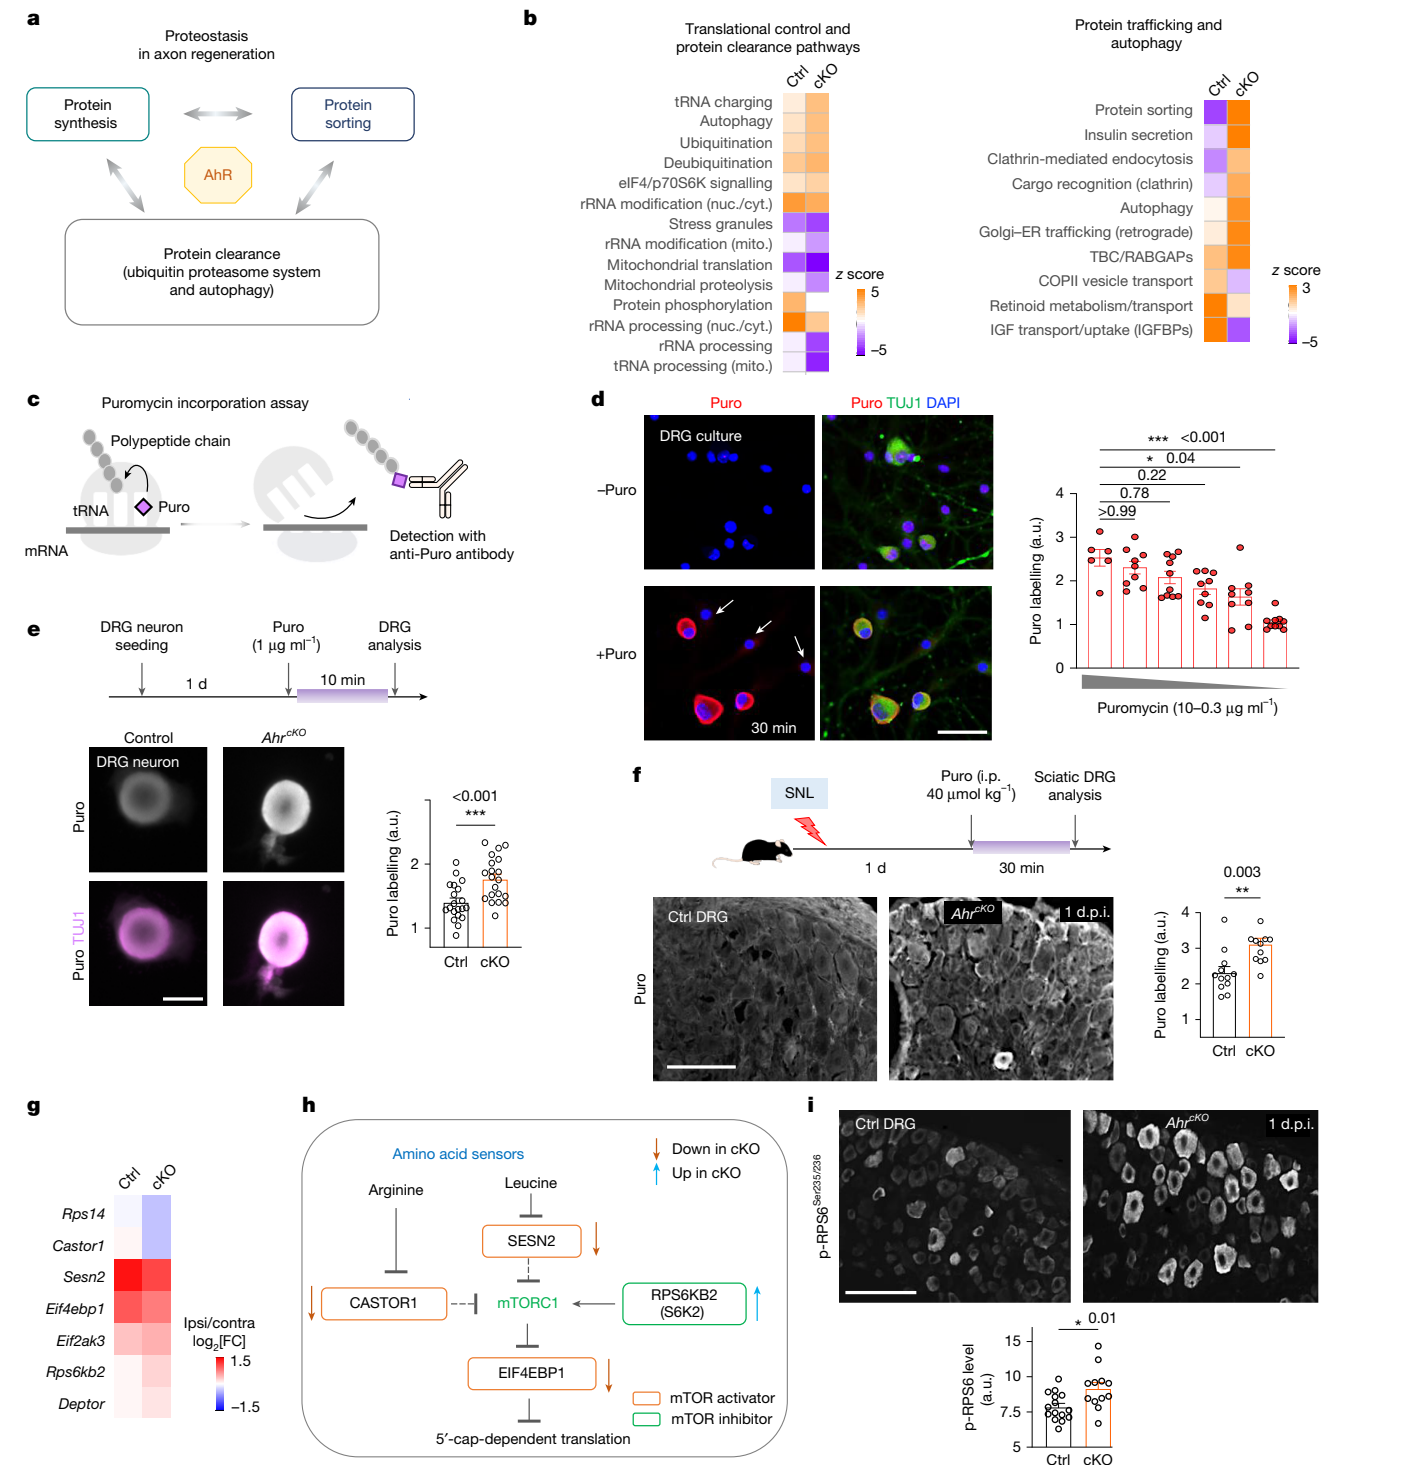 a
Proteostasis
in axon regeneration
Protein
synthesis
Protein
sorting
AhR
Protein clearance
(ubiquitin proteasome system
and autophagy)
b
Translational control and
protein clearance pathways
Ctrl
cKO
tRNA charging
Autophagy
Ubiquitination
Deubiquitination
eIF4/p70S6K signalling
rRNA modification (nuc./cyt.)
Stress granules
rRNA modification (mito.)
Mitochondrial translation
Mitochondrial proteolysis
Protein phosphorylation
rRNA processing (nuc./cyt.)
rRNA processing
tRNA processing (mito.)
z score
5
–5
Protein trafficking and
autophagy
Ctrl
cKO
Protein sorting
Insulin secretion
Clathrin-mediated endocytosis
Cargo recognition (clathrin)
Autophagy
Golgi–ER trafficking (retrograde)
TBC/RABGAPs
COPII vesicle transport
Retinoid metabolism/transport
IGF transport/uptake (IGFBPs)
z score
3
–5
c
Puromycin incorporation assay
Polypeptide chain
tRNA
Puro
mRNA
Detection with
anti-Puro antibody
d
Puro
Puro TUJ1 DAPI
DRG culture
–Puro
+Puro
30 min
*** <0.001
* 0.04
0.22
0.78
>0.99
Puro labelling (a.u.)
4
3
2
1
0
Puromycin (10–0.3 μg ml⁻¹)
e
DRG neuron
seeding
Puro
(1 μg ml⁻¹)
DRG
analysis
1 d
10 min
Control
Ahr^cKO
DRG neuron
Puro
Puro TUJ1
<0.001
***
Puro labelling (a.u.)
2
1
Ctrl cKO
f
SNL
Puro (i.p.
40 μmol kg⁻¹)
Sciatic DRG
analysis
1 d
30 min
Ctrl DRG
Ahr^cKO
1 d.p.i.
Puro
0.003
**
Puro labelling (a.u.)
4
3
2
1
Ctrl cKO
g
Ctrl
cKO
Rps14
Castor1
Sesn2
Eif4ebp1
Eif2ak3
Rps6kb2
Deptor
Ipsi/contra
log₂[FC]
1.5
–1.5
h
Amino acid sensors
Down in cKO
Up in cKO
Arginine
Leucine
SESN2
CASTOR1
mTORC1
RPS6KB2
(S6K2)
EIF4EBP1
mTOR activator
mTOR inhibitor
5′-cap-dependent translation
i
Ctrl DRG
Ahr^cKO
1 d.p.i.
p-RPS6^Ser235/236
* 0.01
p-RPS6 level
(a.u.)
15
10
7.5
5
Ctrl cKO